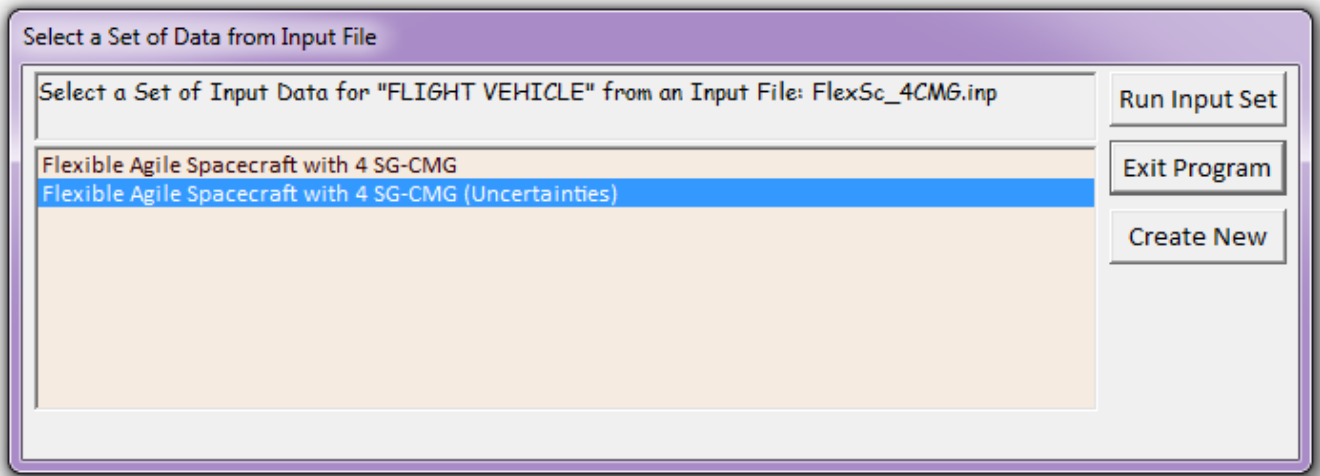 Select a Set of Data from Input File
Select a Set of Input Data for "FLIGHT VEHICLE" from an Input File: FlexSc_4CMG.inp
Run Input Set
Flexible Agile Spacecraft with 4 SG-CMG
Exit Program
Flexible Agile Spacecraft with 4 SG-CMG (Uncertainties)
Create New